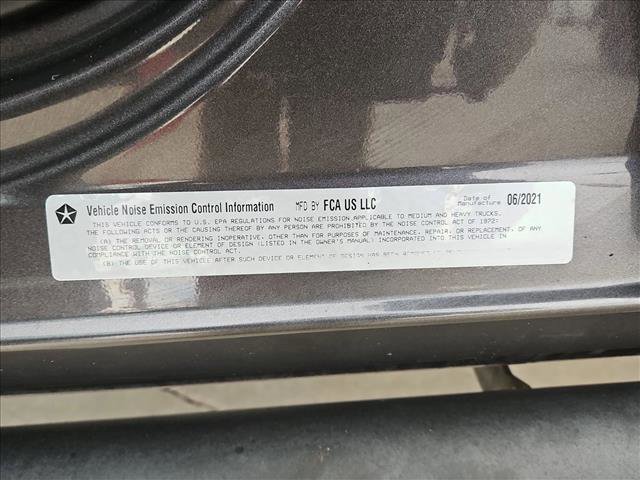 Vehicle Noise Emission Control Information MFD BY FCA US LLC Date of Manufacture 06/2021
THIS VEHICLE CONFORMS TO U.S. EPA REGULATIONS FOR NOISE EMISSION APPLICABLE TO MEDIUM AND HEAVY TRUCKS.
THE FOLLOWING ACTS OR THE CAUSING THEREOF BY ANY PERSON ARE PROHIBITED BY THE NOISE CONTROL ACT OF 1972:
(A) THE REMOVAL OR RENDERING INOPERATIVE, OTHER THAN FOR PURPOSES OF MAINTENANCE, REPAIR, OR REPLACEMENT, OF ANY
NOISE CONTROL/DEVICE/OR ELEMENT OF DESIGN (LISTED IN THE OWNER'S MANUAL) INCORPORATED INTO THIS VEHICLE IN
COMPLIANCE WITH THE NOISE CONTROL ACT.
(B) THE USE OF THIS VEHICLE AFTER SUCH DEVICE OR ELEMENT OF DESIGN HAS BEEN